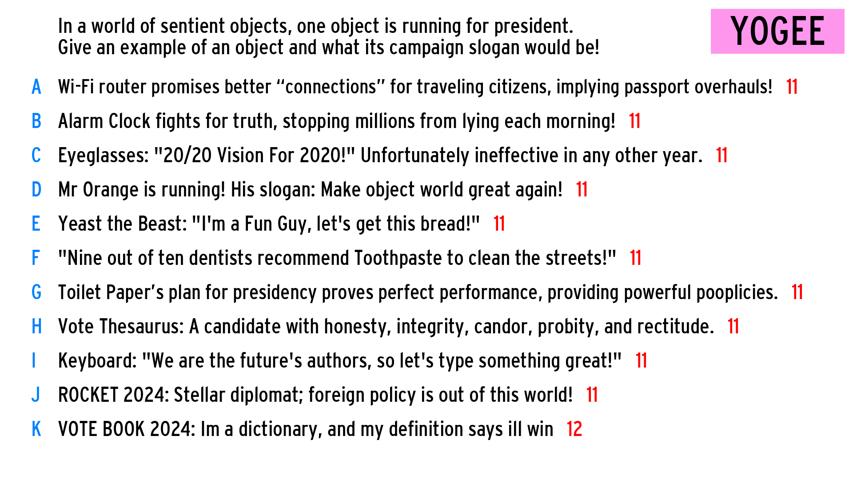 In a world of sentient objects, one object is running for president.
Give an example of an object and what its campaign slogan would be!
YOGEE
A Wi-Fi router promises better “connections” for traveling citizens, implying passport overhauls! 11
B Alarm Clock fights for truth, stopping millions from lying each morning! 11
C Eyeglasses: "20/20 Vision For 2020!" Unfortunately ineffective in any other year. 11
D Mr Orange is running! His slogan: Make object world great again! 11
E Yeast the Beast: "I'm a Fun Guy, let's get this bread!" 11
F "Nine out of ten dentists recommend Toothpaste to clean the streets!" 11
G Toilet Paper’s plan for presidency proves perfect performance, providing powerful pooplicies. 11
H Vote Thesaurus: A candidate with honesty, integrity, candor, probity, and rectitude. 11
I Keyboard: "We are the future's authors, so let's type something great!" 11
J ROCKET 2024: Stellar diplomat; foreign policy is out of this world! 11
K VOTE BOOK 2024: Im a dictionary, and my definition says ill win 12